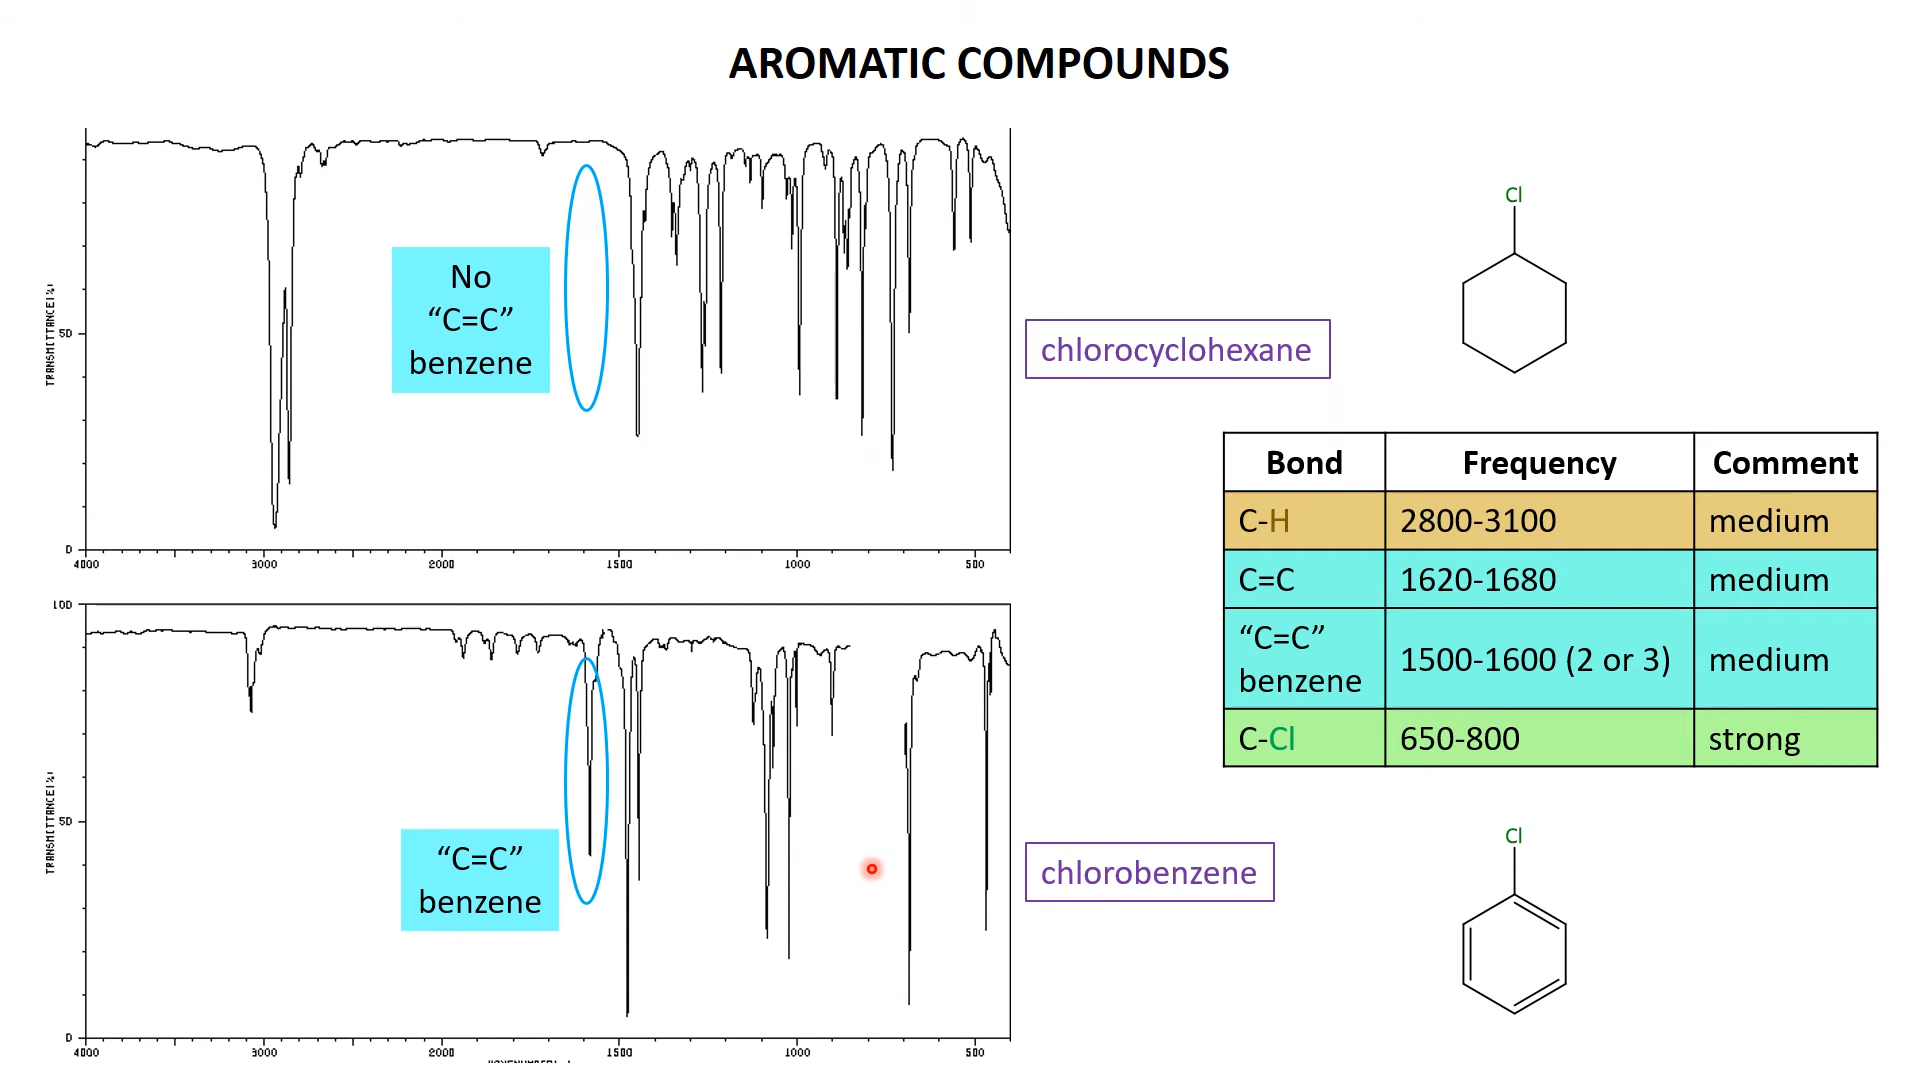 AROMATIC COMPOUNDS
No
“C=C”
benzene
TRANSMITTANCE(%)
50
0
4000
3000
2000
1500
1000
500
chlorocyclohexane
Cl
Bond Frequency Comment
C-H 2800-3100 medium
C=C 1620-1680 medium
“C=C”
benzene
1500-1600 (2 or 3) medium
C-Cl 650-800 strong
100
TRANSMITTANCE(%)
50
0
“C=C”
benzene
4000
3000
2000
1500
1000
500
chlorobenzene
Cl